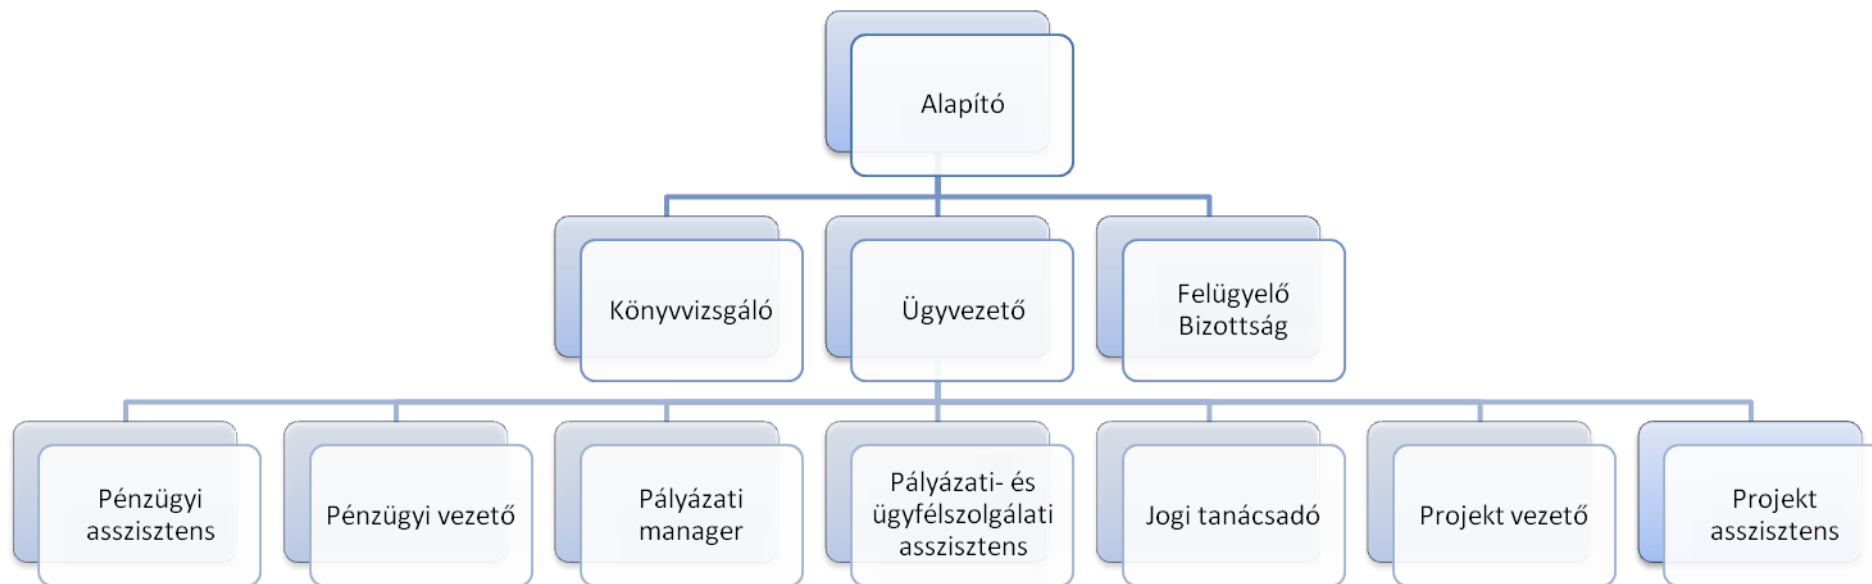 Alapító
Könyvvizsgáló
Ügyvezető
Felügyelő
Bizottság
Pénzügyi
asszisztens
Pénzügyi vezető
Pályázati
manager
Pályázati- és
ügyfélszolgálati
asszisztens
Jogi tanácsadó
Projekt vezető
Projekt
asszisztens